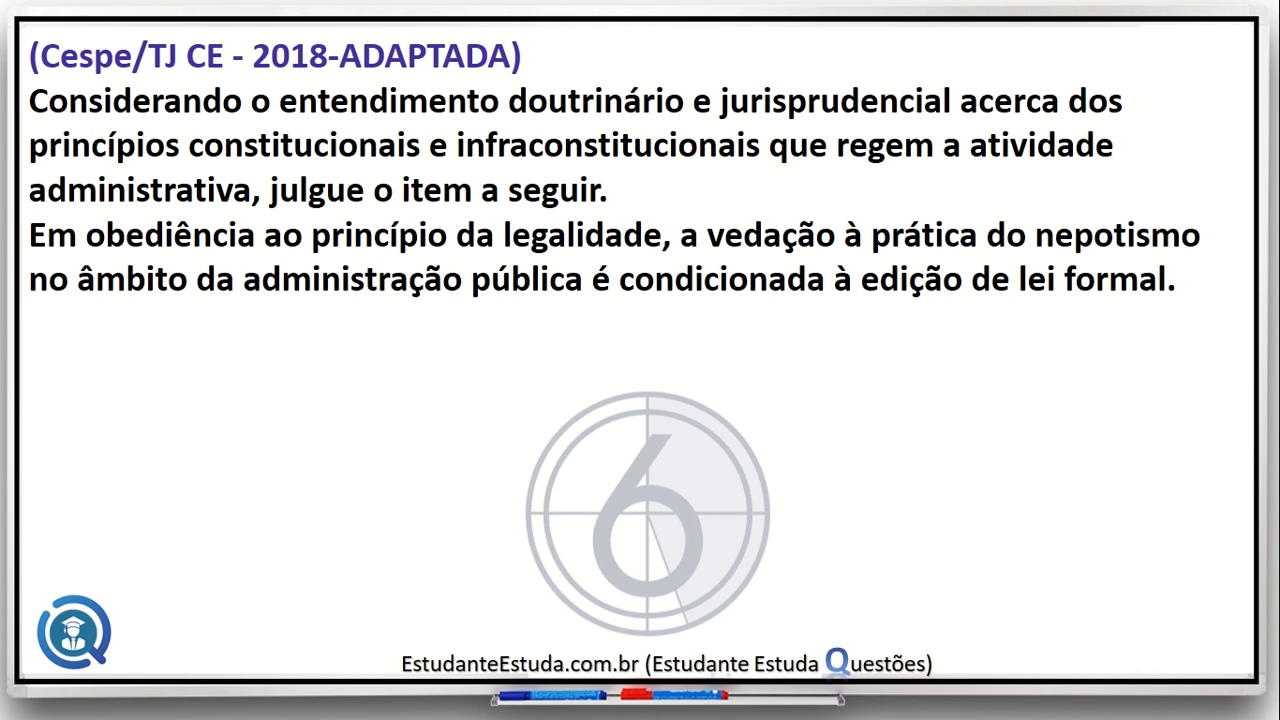 (Cespe/TJ CE - 2018-ADAPTADA)
Considerando o entendimento doutrinário e jurisprudencial acerca dos
princípios constitucionais e infraconstitucionais que regem a atividade
administrativa, julgue o item a seguir.
Em obediência ao princípio da legalidade, a vedação à prática do nepotismo
no âmbito da administração pública é condicionada à edição de lei formal.
6
EstudanteEstuda.com.br (Estudante Estuda Questões)